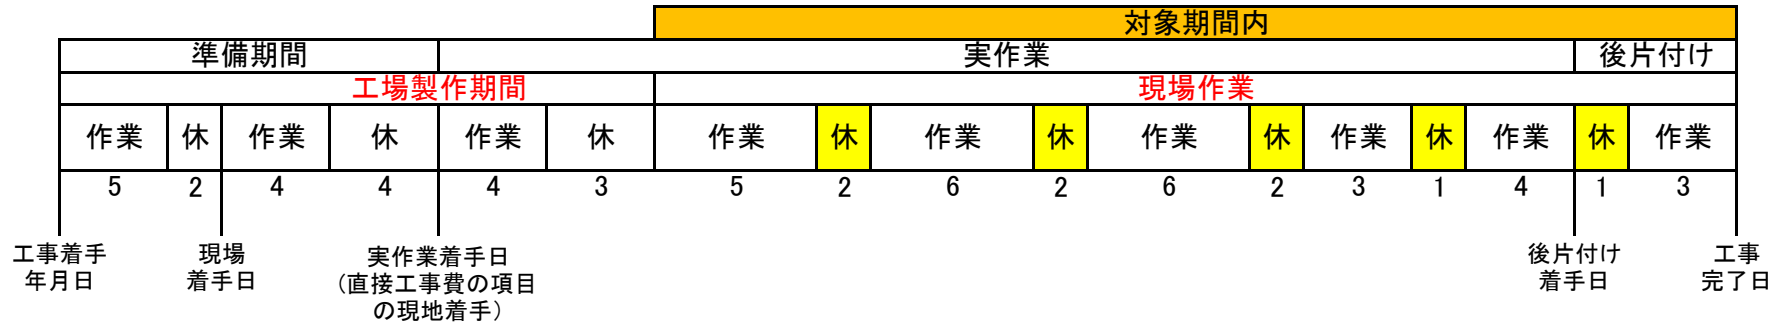 対象期間内
準備期間 実作業 後片付け
工場製作期間 現場作業
作業 休 作業 休 作業 休 作業 休 作業 休 作業 休 作業 休 作業 休 作業
5 2 4 4 4 3 5 2 6 2 6 2 3 1 4 1 3
工事着手
年月日
現場
着手日
実作業着手日
(直接工事費の項目
の現地着手)
後片付け
着手日
工事
完了日